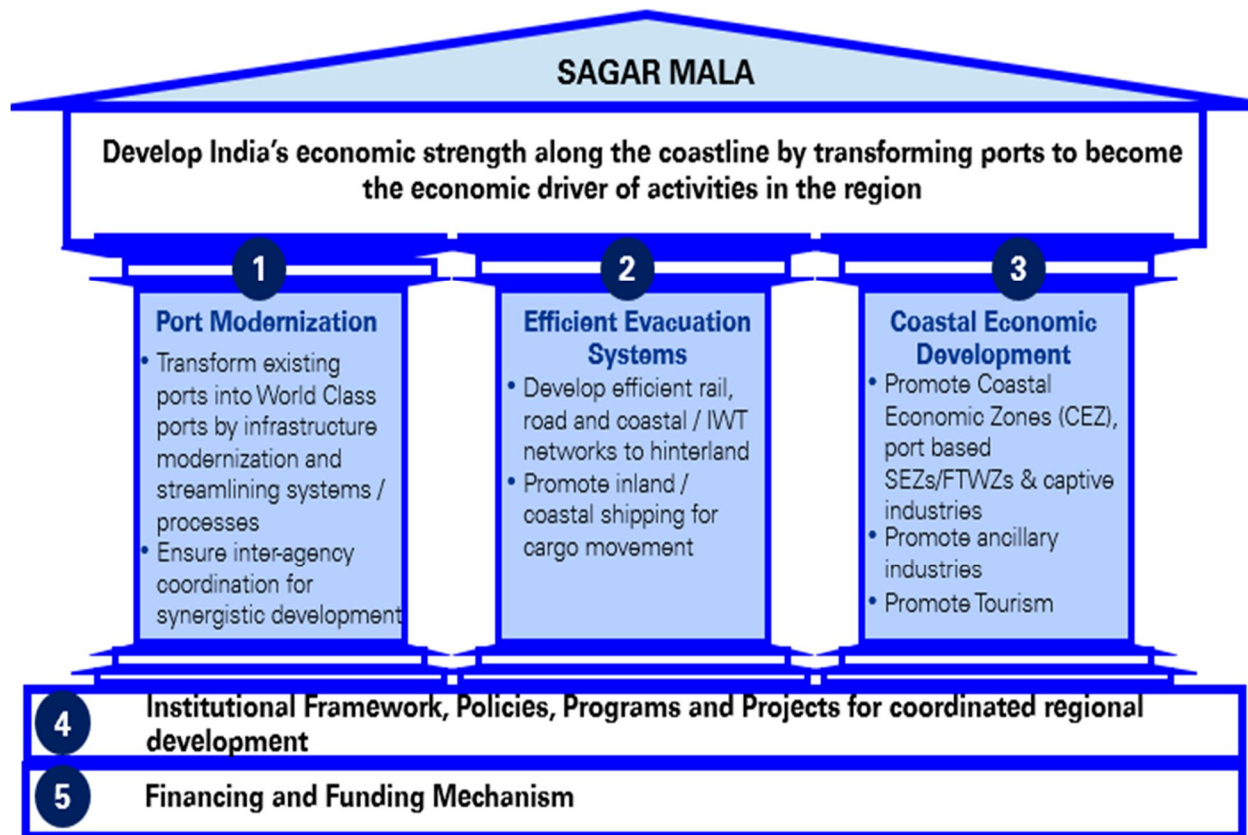 SAGAR MALA
Develop India's economic strength along the coastline by transforming ports to become
the economic driver of activities in the region
1
Port Modernization
• Transform existing
ports into World Class
ports by infrastructure
modernization and
streamlining systems /
processes
• Ensure inter-agency
coordination for
synergistic development
2
Efficient Evacuation
Systems
• Develop efficient rail,
road and coastal / IWT
networks to hinterland
• Promote inland /
coastal shipping for
cargo movement
3
Coastal Economic
Development
• Promote Coastal
Economic Zones (CEZ),
port based
SEZs/FTWZs & captive
industries
• Promote ancillary
industries
• Promote Tourism
4
Institutional Framework, Policies, Programs and Projects for coordinated regional
development
5
Financing and Funding Mechanism